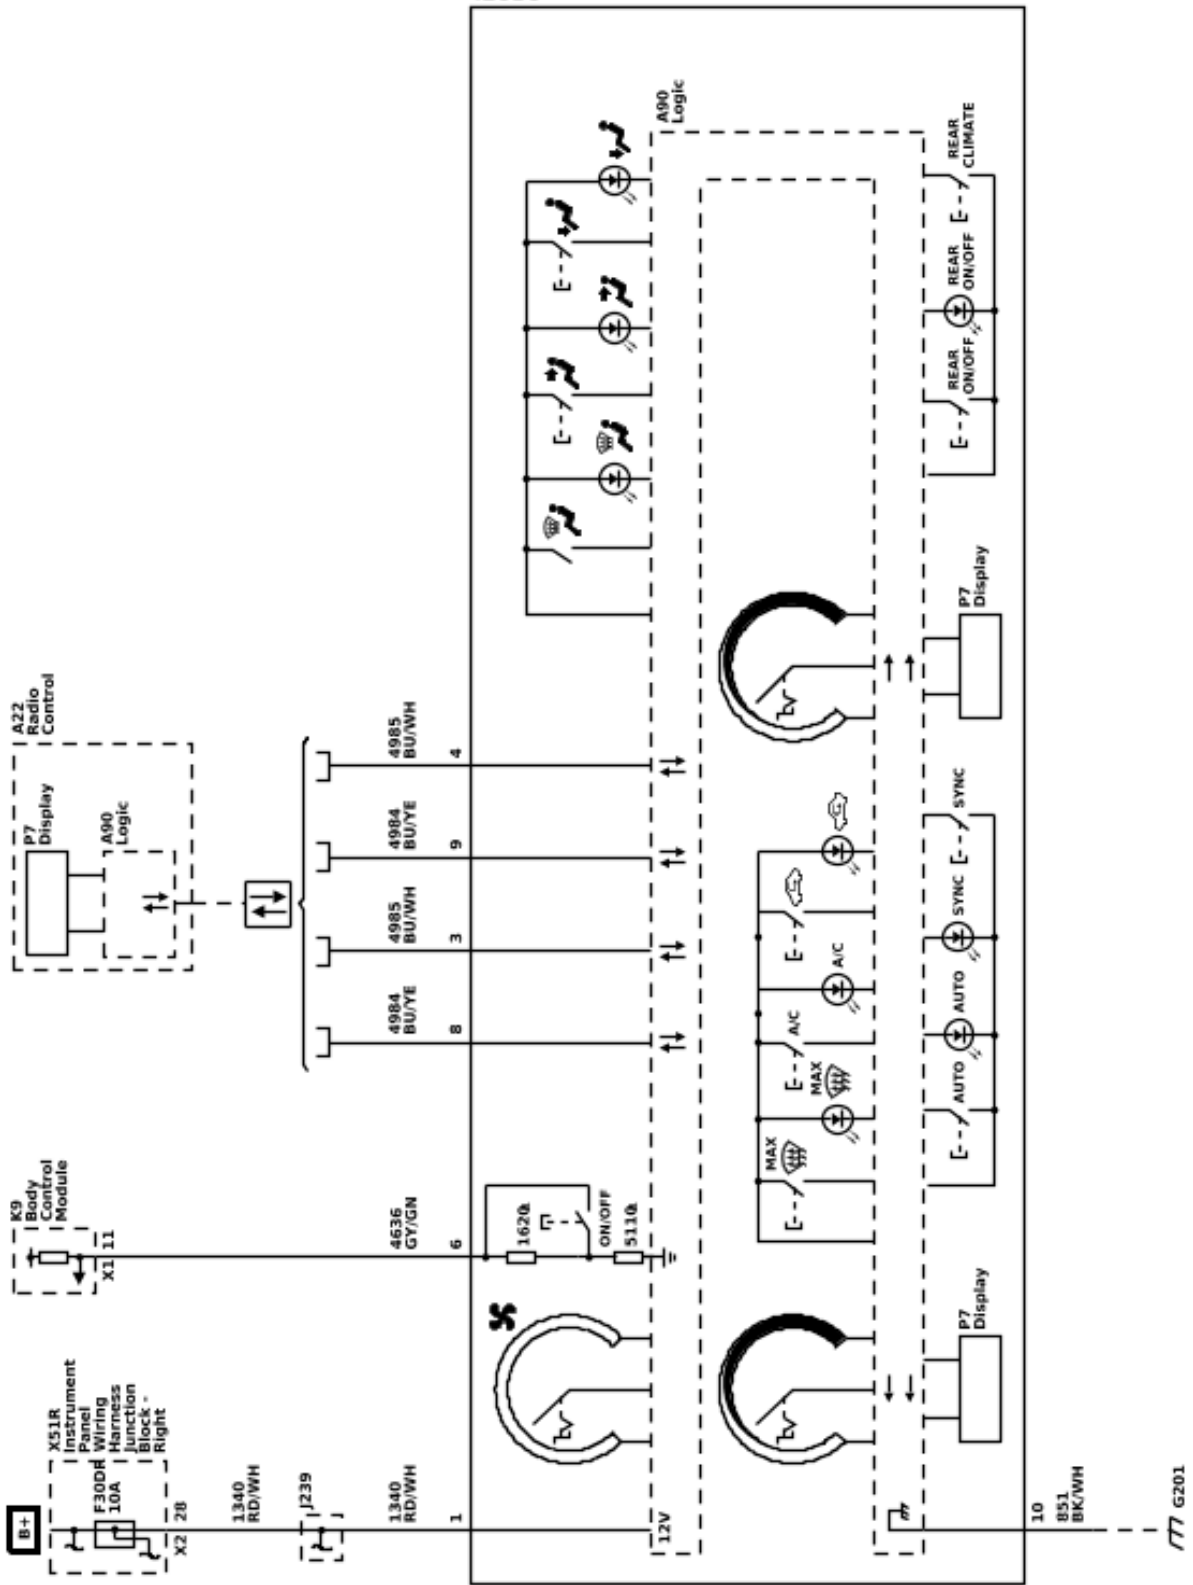 B+
X51R
Instrument
Panel
Wiring
Harness
Junction
Block -
Right
F30DR
10A
X2
28
1340
RD/WH
J239
1340
RD/WH
1
12V
K9
Body
Control
Module
X1
11
4636
GY/GN
6
1620Ω
ON/OFF
5110Ω
A22
Radio
Control
P7
Display
A90
Logic
4984
BU/YE
8
4985
BU/WH
3
4984
BU/YE
9
4985
BU/WH
4
A90
Logic
MAX
MAX
A/C
A/C
P7
Display
AUTO
AUTO
SYNC
SYNC
P7
Display
REAR
ON/OFF
REAR
ON/OFF
REAR
CLIMATE
10
851
BK/WH
G201